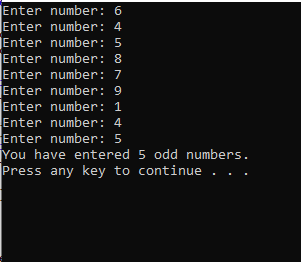 Enter number: 6
Enter number: 4
Enter number: 5
Enter number: 8
Enter number: 7
Enter number: 9
Enter number: 1
Enter number: 4
Enter number: 5
You have entered 5 odd numbers.
Press any key to continue . . .